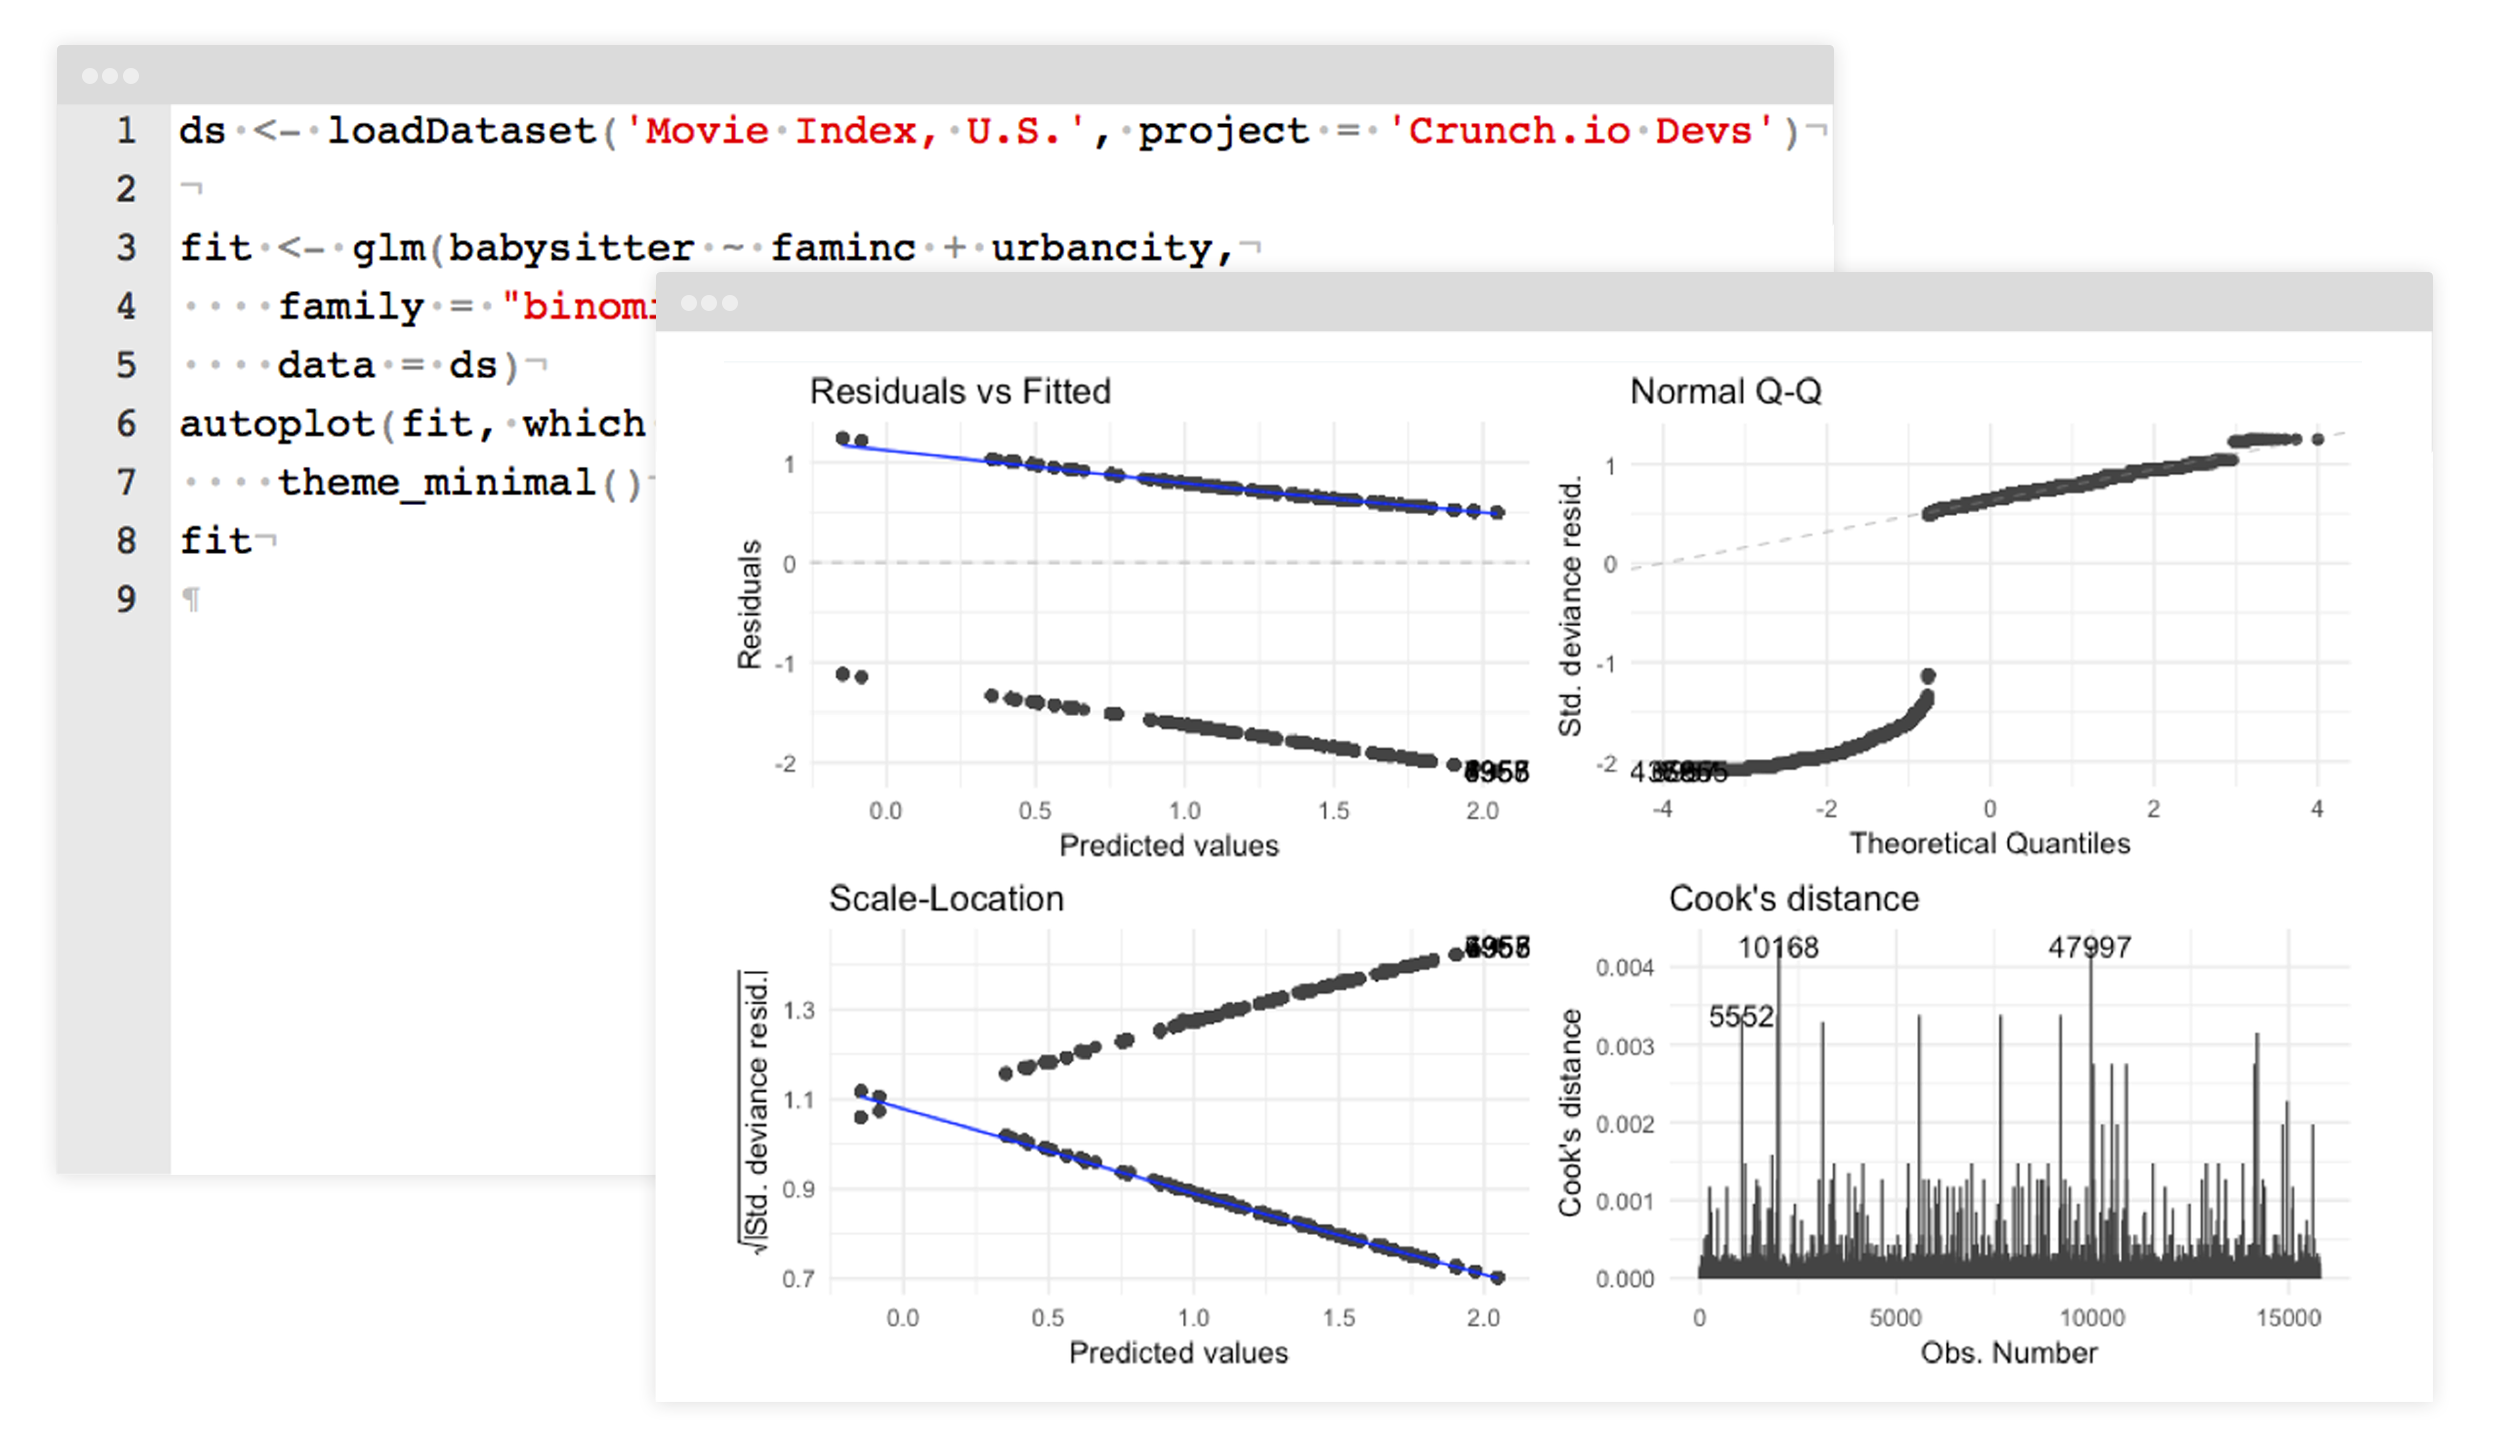 1 ds <- loadDataset('Movie Index, U.S.', project = 'Crunch.io Devs')
2
3 fit <- glm(babysitter ~ faminc + urbancity,
4 family = "binom
5 data = ds)
6 autoplot(fit, which
7 theme_minimal()
8 fit
9
Residuals vs Fitted
1
0
-1
-2
Residuals
0.0 0.5 1.0 1.5 2.0
Predicted values
Normal Q-Q
1
0
-1
-2
Std. deviance resid.
-4 -2 0 2 4
Theoretical Quantiles
Scale-Location
1.3
1.1
0.9
0.7
√|Std. deviance resid.|
0.0 0.5 1.0 1.5 2.0
Predicted values
Cook's distance
10168 47997
5552
0.004
0.003
0.002
0.001
0.000
Cook's distance
0 5000 10000 15000
Obs. Number